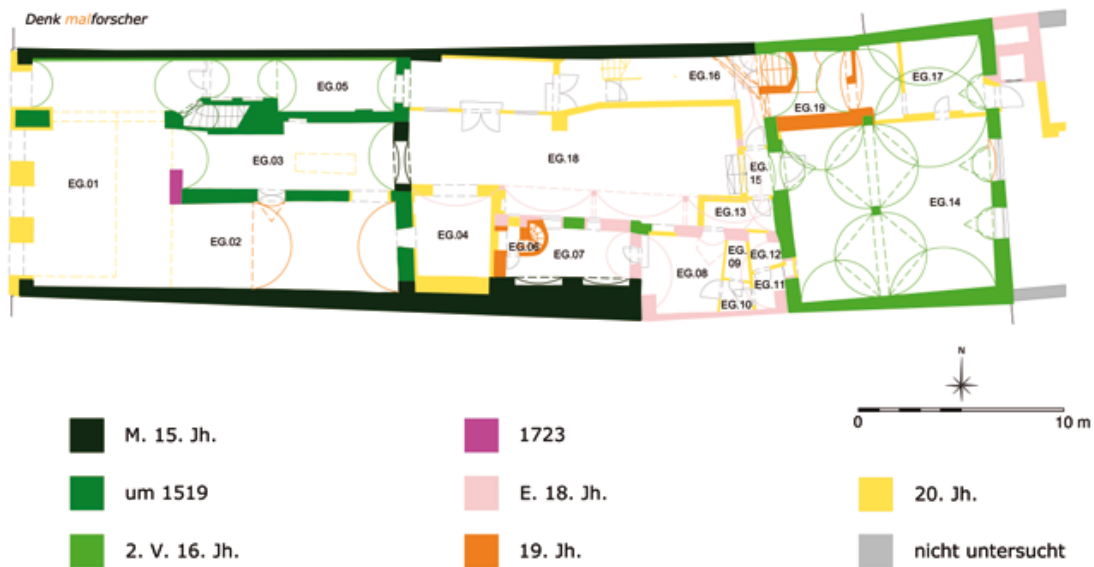 Denk malforscher
EG.05
EG.16
EG.17
EG.19
EG.03
EG.18
EG.15
EG.01
EG.14
EG.13
EG.02
EG.04
EG.06
EG.07
EG.09
EG.12
EG.08
EG.11
EG.10
N
0
10 m
M. 15. Jh.
1723
um 1519
E. 18. Jh.
20. Jh.
2. V. 16. Jh.
19. Jh.
nicht untersucht